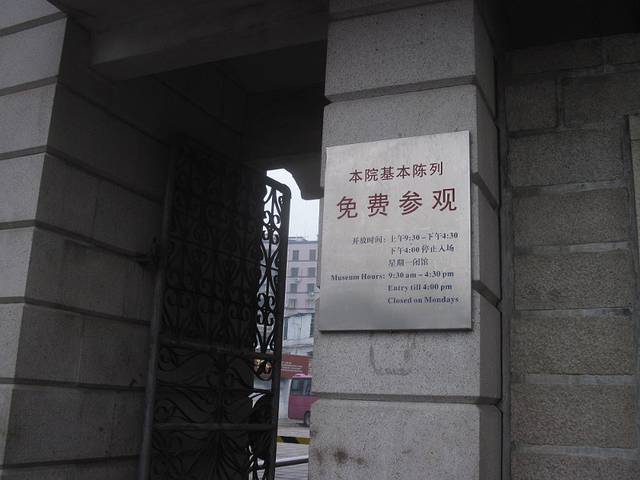 本院基本陈列
免费参观
开放时间：上午9:30－下午4:30
下午4:00 停止入场
星期一闭馆
Museum Hours: 9:30 am – 4:30 pm
Entry till 4:00 pm
Closed on Mondays